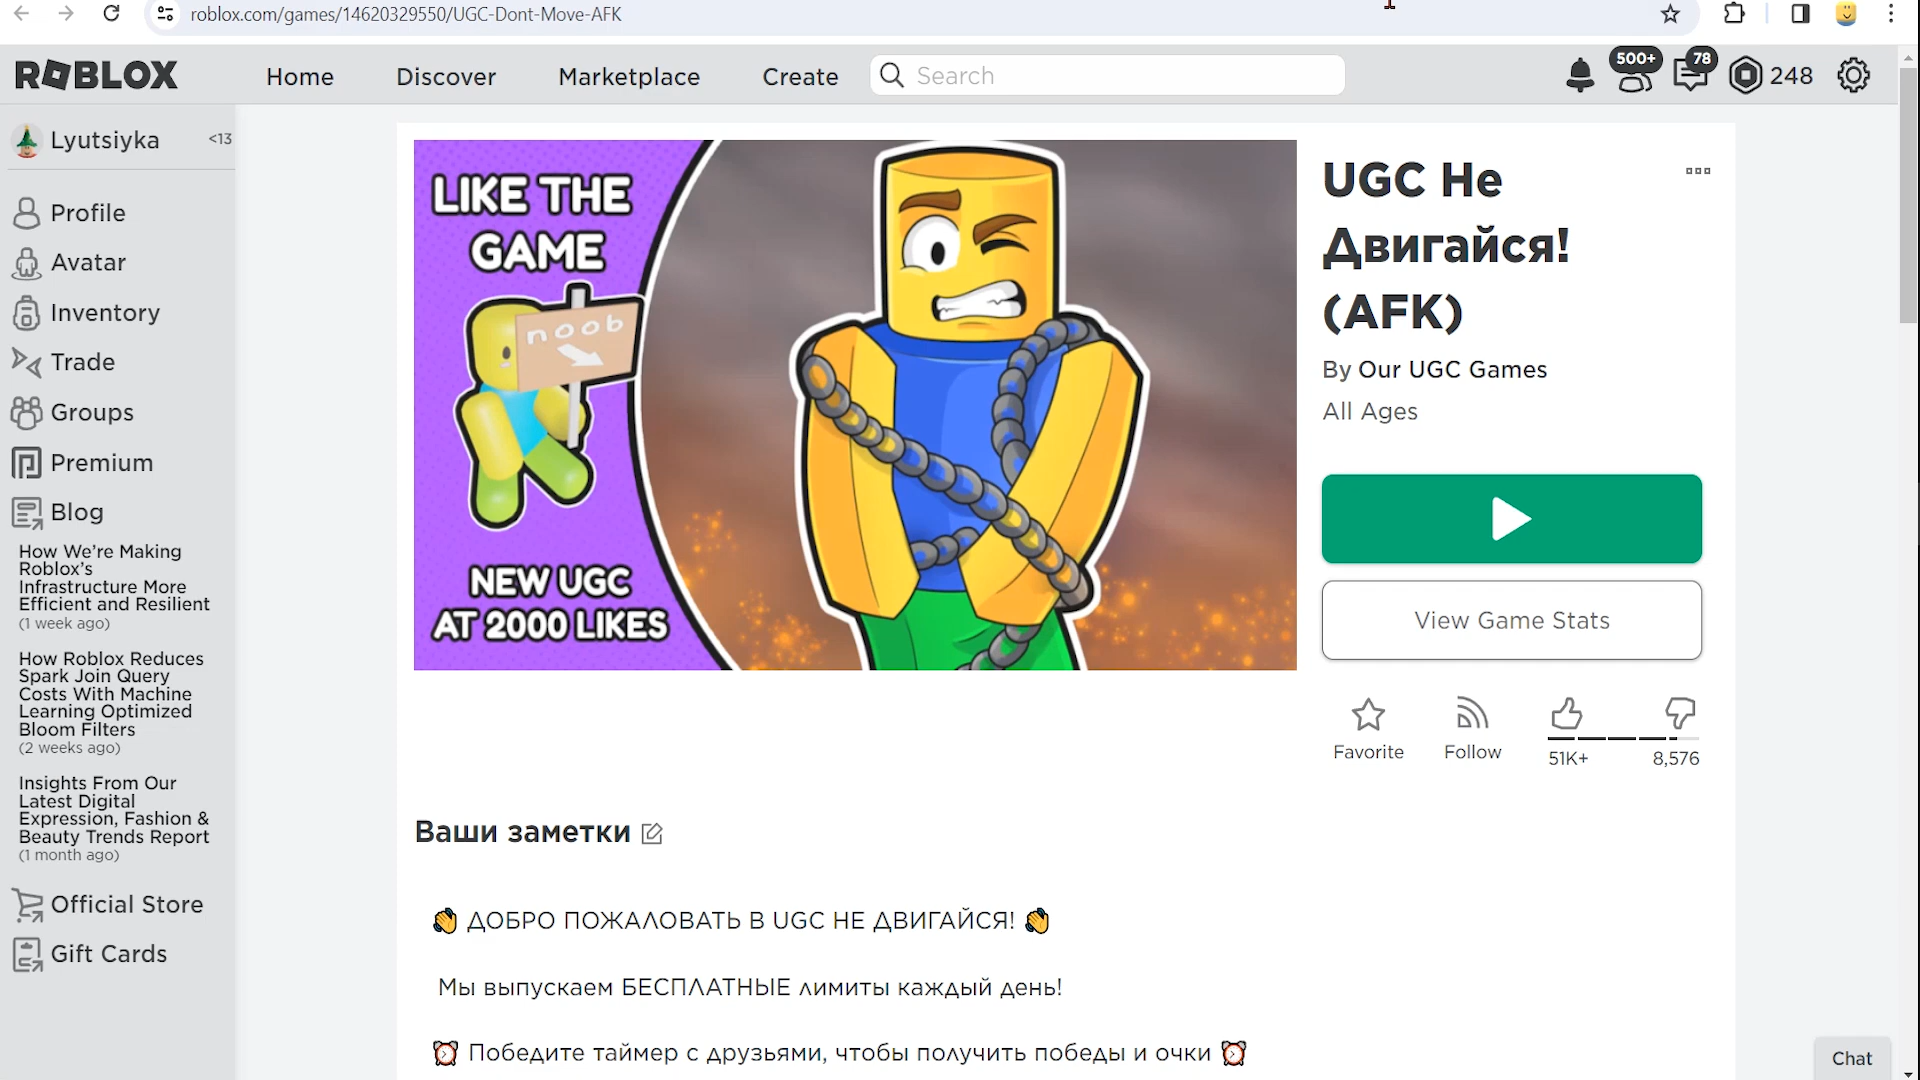 roblox.com/games/14620329550/UGC-Dont-Move-AFK
ROBLOX
Home
Discover
Marketplace
Create
Search
500+
78
248
Lyutsiyka
<13
Profile
Avatar
Inventory
Trade
Groups
Premium
Blog
How We're Making
Roblox's
Infrastructure More
Efficient and Resilient
(1 week ago)
How Roblox Reduces
Spark Join Query
Costs With Machine
Learning Optimized
Bloom Filters
(2 weeks ago)
Insights From Our
Latest Digital
Expression, Fashion &
Beauty Trends Report
(1 month ago)
Official Store
Gift Cards
LIKE THE
GAME
noob
NEW UGC
AT 2000 LIKES
UGC Не
Двигайся!
(AFK)
By Our UGC Games
All Ages
View Game Stats
Favorite
Follow
51K+
8,576
Ваши заметки
👏 ДОБРО ПОЖАЛОВАТЬ В UGC НЕ ДВИГАЙСЯ! 👏
Мы выпускаем БЕСПЛАТНЫЕ лимиты каждый день!
⏰ Победите таймер с друзьями, чтобы получить победы и очки ⏰
Chat